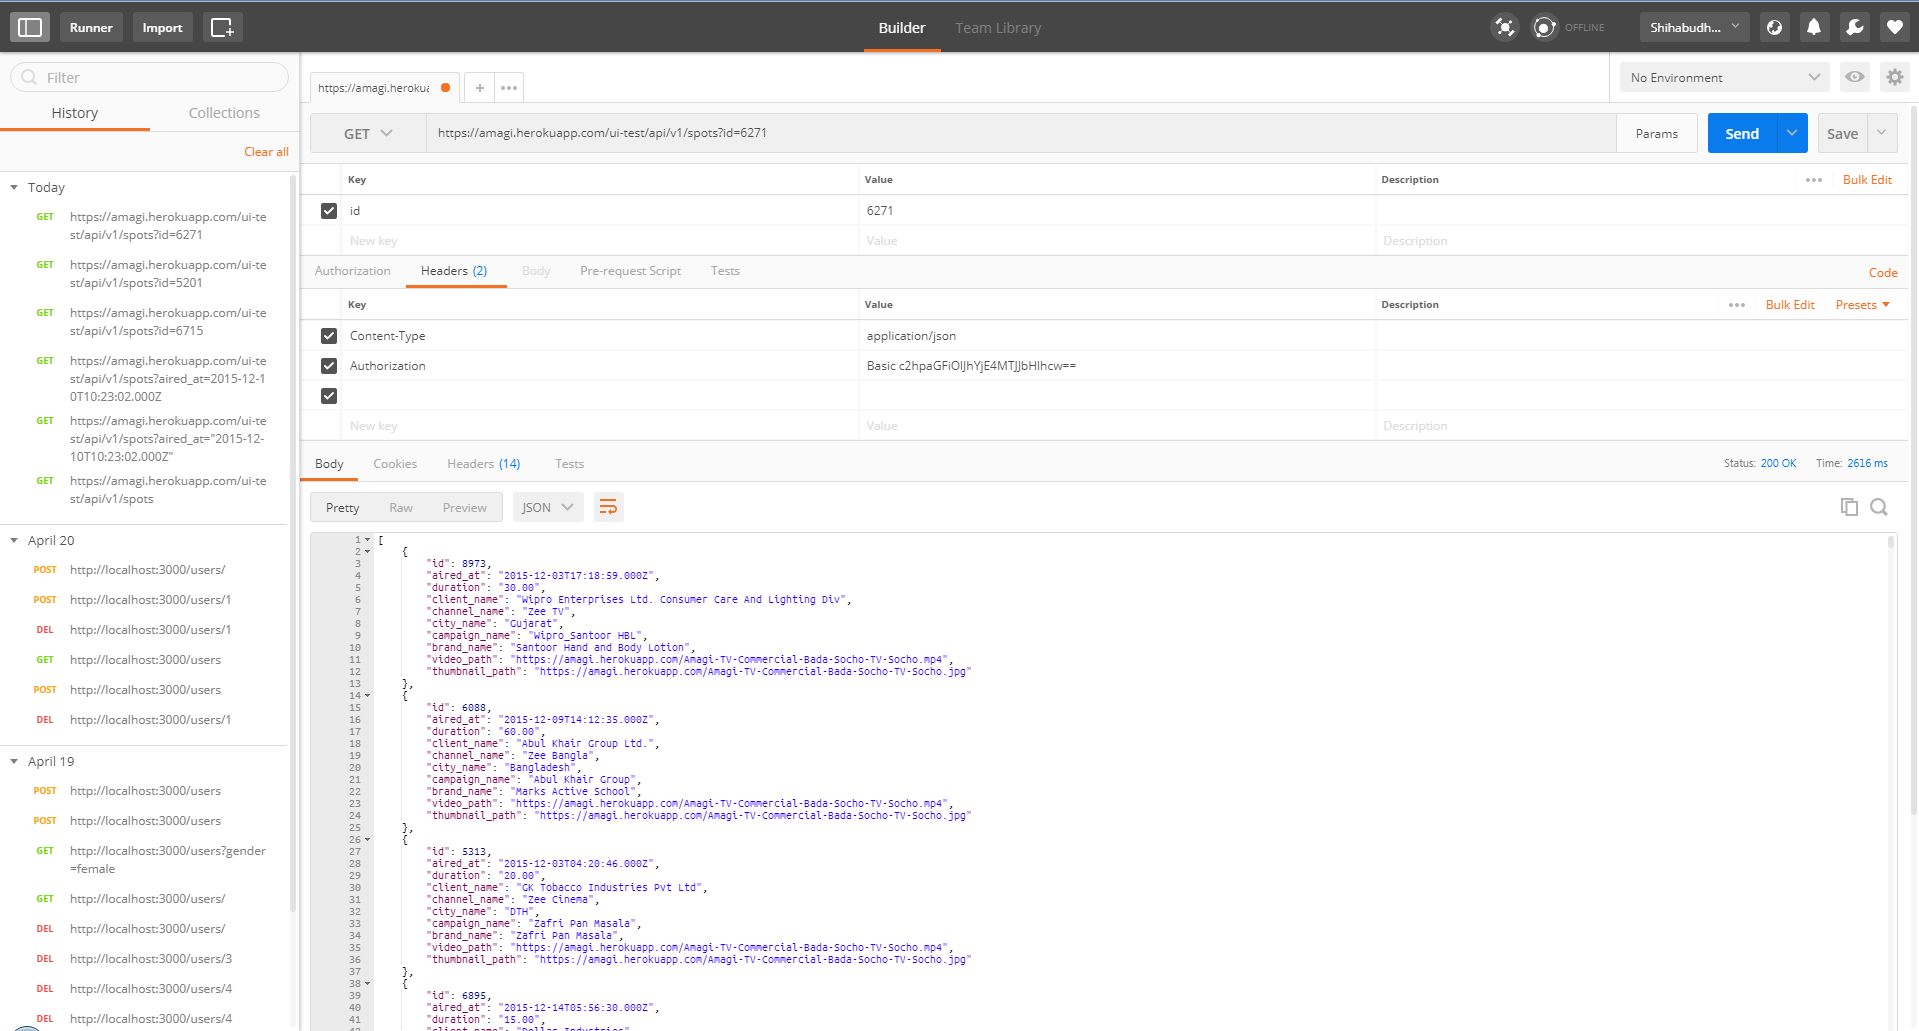 Runner
Import
Builder
Team Library
OFFLINE
Shihabudh...
Filter
History
Collections
Clear all
Today
GET https://amagi.herokuapp.com/ui-te
st/api/v1/spots?id=6271
GET https://amagi.herokuapp.com/ui-te
st/api/v1/spots?id=5201
GET https://amagi.herokuapp.com/ui-te
st/api/v1/spots?id=6715
GET https://amagi.herokuapp.com/ui-te
st/api/v1/spots?aired_at=2015-12-1
0T10:23:02.000Z
GET https://amagi.herokuapp.com/ui-te
st/api/v1/spots?aired_at="2015-12-
10T10:23:02.000Z"
GET https://amagi.herokuapp.com/ui-te
st/api/v1/spots
April 20
POST http://localhost:3000/users/
POST http://localhost:3000/users/1
DEL http://localhost:3000/users/1
GET http://localhost:3000/users
POST http://localhost:3000/users
DEL http://localhost:3000/users/1
April 19
POST http://localhost:3000/users
POST http://localhost:3000/users
GET http://localhost:3000/users?gender
=female
GET http://localhost:3000/users/
DEL http://localhost:3000/users/
DEL http://localhost:3000/users/3
DEL http://localhost:3000/users/4
DEL http://localhost:3000/users/4
https://amagi.heroku
+ •••
No Environment
GET https://amagi.herokuapp.com/ui-test/api/v1/spots?id=6271 Params Send Save
Key Value Description ••• Bulk Edit
id 6271
New key Value Description
Authorization Headers (2) Body Pre-request Script Tests Code
Key Value Description ••• Bulk Edit Presets
Content-Type application/json
Authorization
New key Value Description
Body Cookies Headers (14) Tests Status: 200 OK Time: 2616 ms
Pretty Raw Preview JSON
1 [
2 {
3 "id": 8973,
4 "aired_at": "2015-12-03T17:18:59.000Z",
5 "duration": "30.00",
6 "client_name": "Wipro Enterprises Ltd. Consumer Care And Lighting Div",
7 "channel_name": "Zee TV",
8 "city_name": "Gujarat",
9 "campaign_name": "Wipro_Santoor HBL",
10 "brand_name": "Santoor Hand and Body Lotion",
11 "video_path": "https://amagi.herokuapp.com/Amagi-TV-Commercial-Bada-Socho-TV-Socho.mp4",
12 "thumbnail_path": "https://amagi.herokuapp.com/Amagi-TV-Commercial-Bada-Socho-TV-Socho.jpg"
13 },
14 {
15 "id": 6088,
16 "aired_at": "2015-12-09T14:12:35.000Z",
17 "duration": "60.00",
18 "client_name": "Abul Khair Group Ltd.",
19 "channel_name": "Zee Bangla",
20 "city_name": "Bangladesh",
21 "campaign_name": "Abul Khair Group",
22 "brand_name": "Marks Active School",
23 "video_path": "https://amagi.herokuapp.com/Amagi-TV-Commercial-Bada-Socho-TV-Socho.mp4",
24 "thumbnail_path": "https://amagi.herokuapp.com/Amagi-TV-Commercial-Bada-Socho-TV-Socho.jpg"
25 },
26 {
27 "id": 5313,
28 "aired_at": "2015-12-03T04:20:46.000Z",
29 "duration": "20.00",
30 "client_name": "GK Tobacco Industries Pvt Ltd",
31 "channel_name": "Zee Cinema",
32 "city_name": "DTH",
33 "campaign_name": "Zafri Pan Masala",
34 "brand_name": "Zafri Pan Masala",
35 "video_path": "https://amagi.herokuapp.com/Amagi-TV-Commercial-Bada-Socho-TV-Socho.mp4",
36 "thumbnail_path": "https://amagi.herokuapp.com/Amagi-TV-Commercial-Bada-Socho-TV-Socho.jpg"
37 },
38 {
39 "id": 6895,
40 "aired_at": "2015-12-14T05:56:30.000Z",
41 "duration": "15.00",